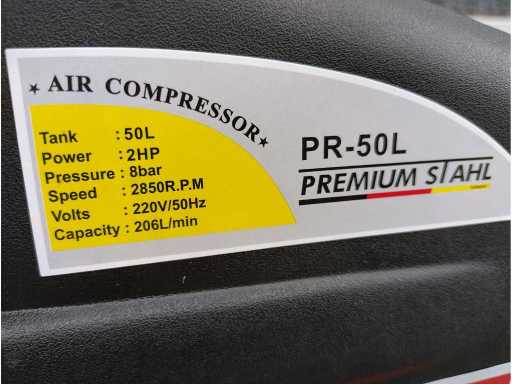 ★ AIR COMPRESSOR ★
Tank : 50L
Power : 2HP
Pressure : 8bar
Speed : 2850R.P.M
Volts : 220V/50Hz
Capacity : 206L/min
PR-50L
PREMIUM STAHL